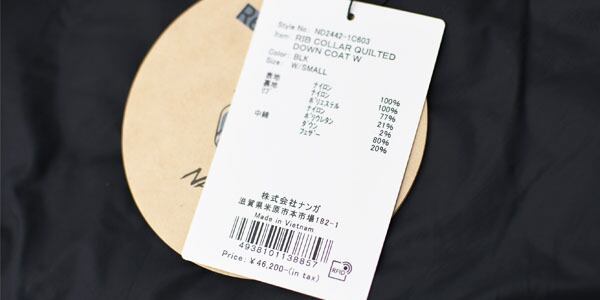 Style No: ND2442-1C603
Item: RIB COLLAR QUILTED
DOWN COAT W
Color: BLK
Size: W/SMALL
表地 ナイロン 100%
裏地 ナイロン 100%
リブ ポリエステル 77%
ナイロン 21%
ポリウレタン 2%
中綿 ダウン 80%
フェザー 20%
株式会社ナンガ
滋賀県米原市本市場182-1
Made in Vietnam
4938101138857
RFID
Price: ¥46,200-(in tax)